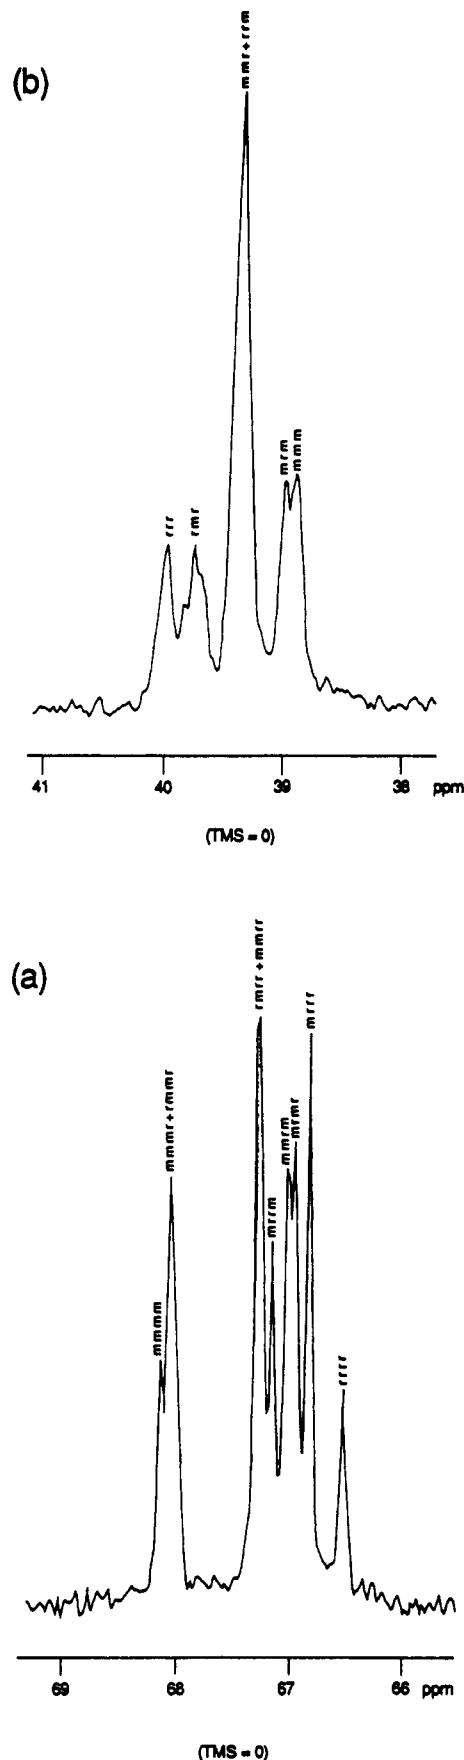 (b)
mmr + rrm
mrm
mmm
rrr
rmr
41 40 39 38 ppm
(TMS = 0)
(a)
rmrr + mmrr
mrrr
mmmr + rmmr
mmrm
mrmr
mrrm
mmmm
rrrr
69 68 67 66 ppm
(TMS = 0)